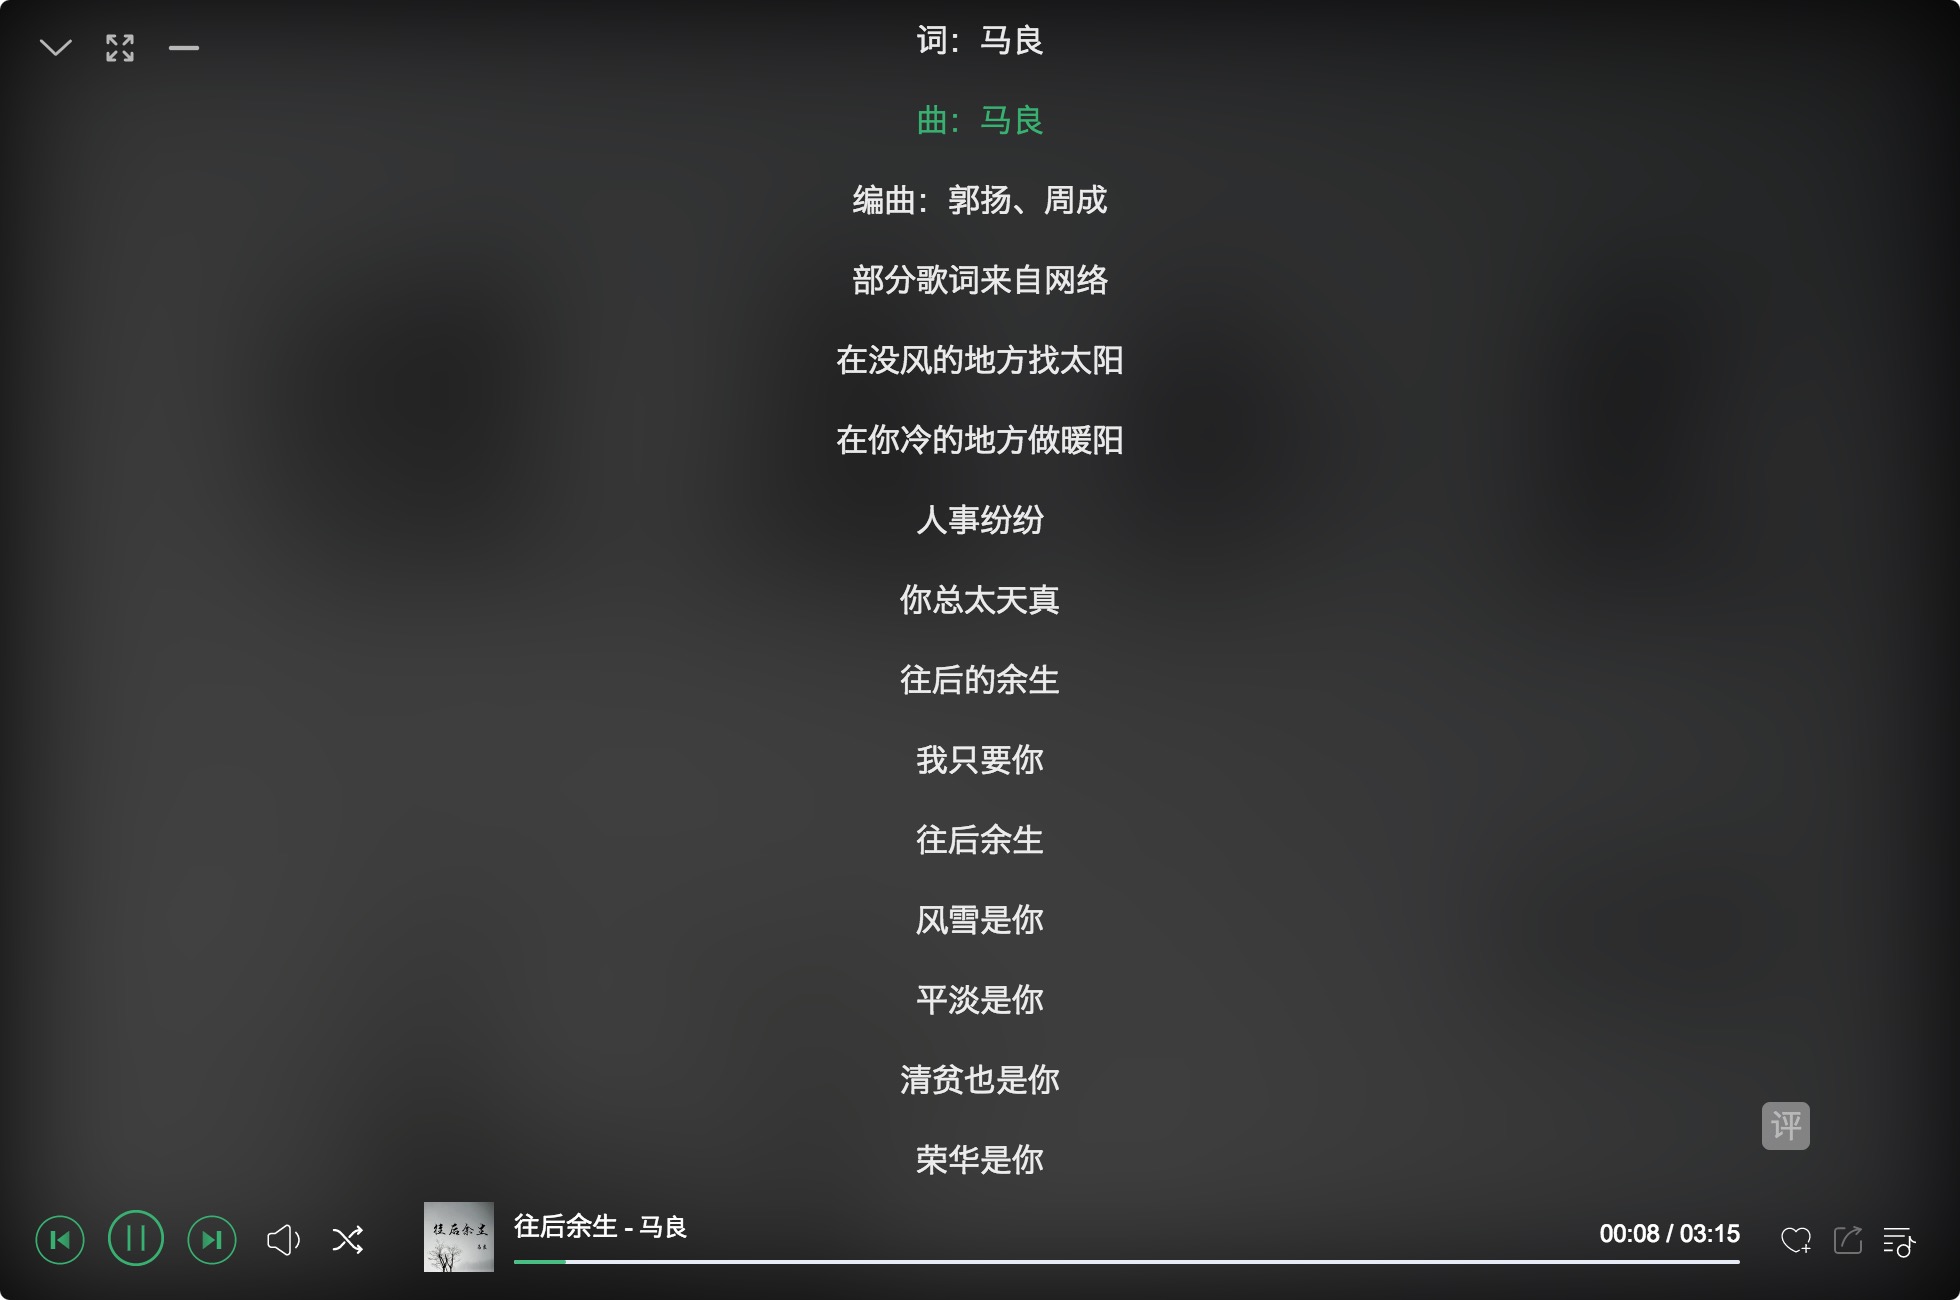 词：马良
曲：马良
编曲：郭扬、周成
部分歌词来自网络
在没风的地方找太阳
在你冷的地方做暖阳
人事纷纷
你总太天真
往后的余生
我只要你
往后余生
风雪是你
平淡是你
清贫也是你
荣华是你
评
往后余生
马良
往后余生 - 马良
00:08 / 03:15